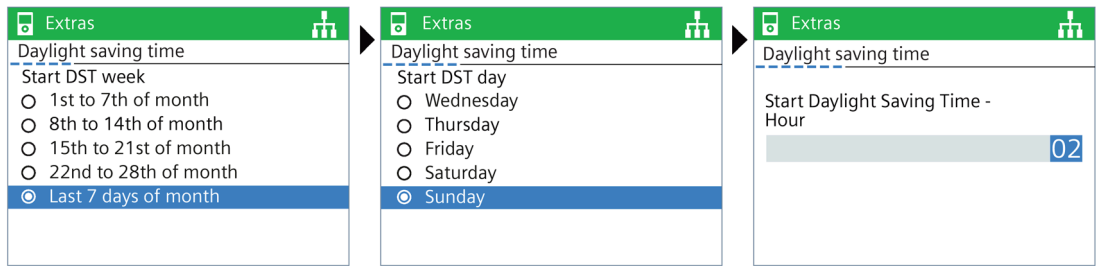 Extras
Daylight saving time
Start DST week
1st to 7th of month
8th to 14th of month
15th to 21st of month
22nd to 28th of month
Last 7 days of month
Extras
Daylight saving time
Start DST day
Wednesday
Thursday
Friday
Saturday
Sunday
Extras
Daylight saving time
Start Daylight Saving Time -
Hour
02